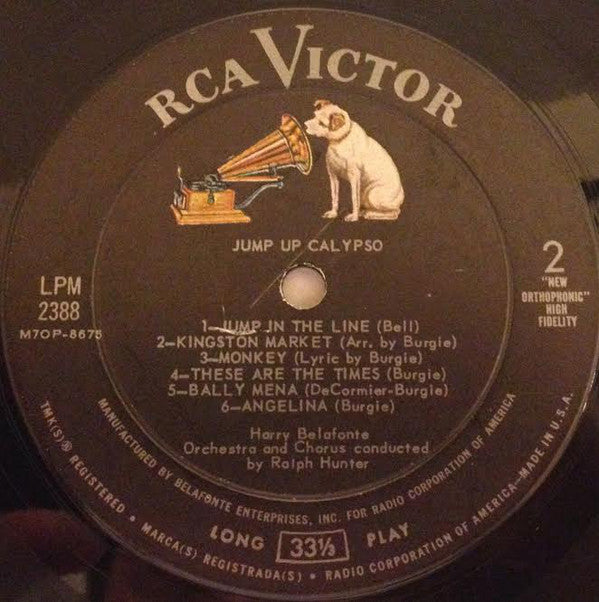 RCA VICTOR
JUMP UP CALYPSO
LPM
2388
M7OP-8675
2
"NEW
ORTHOPHONIC"
HIGH
FIDELITY
1—JUMP IN THE LINE (Bell)
2—KINGSTON MARKET (Arr. by Burgie)
3—MONKEY (Lyric by Burgie)
4—THESE ARE THE TIMES (Burgie)
5—BALLY MENA (DeCormier-Burgie)
6—ANGELINA (Burgie)
Harry Belafonte
Orchestra and Chorus conducted
by Ralph Hunter
MANUFACTURED BY BELAFONTE ENTERPRISES, INC. FOR RADIO CORPORATION OF AMERICA
LONG 33⅓ PLAY
TMK(S)® REGISTERED • MARCA(S) REGISTRADA(S) • RADIO CORPORATION OF AMERICA—MADE IN U.S.A.